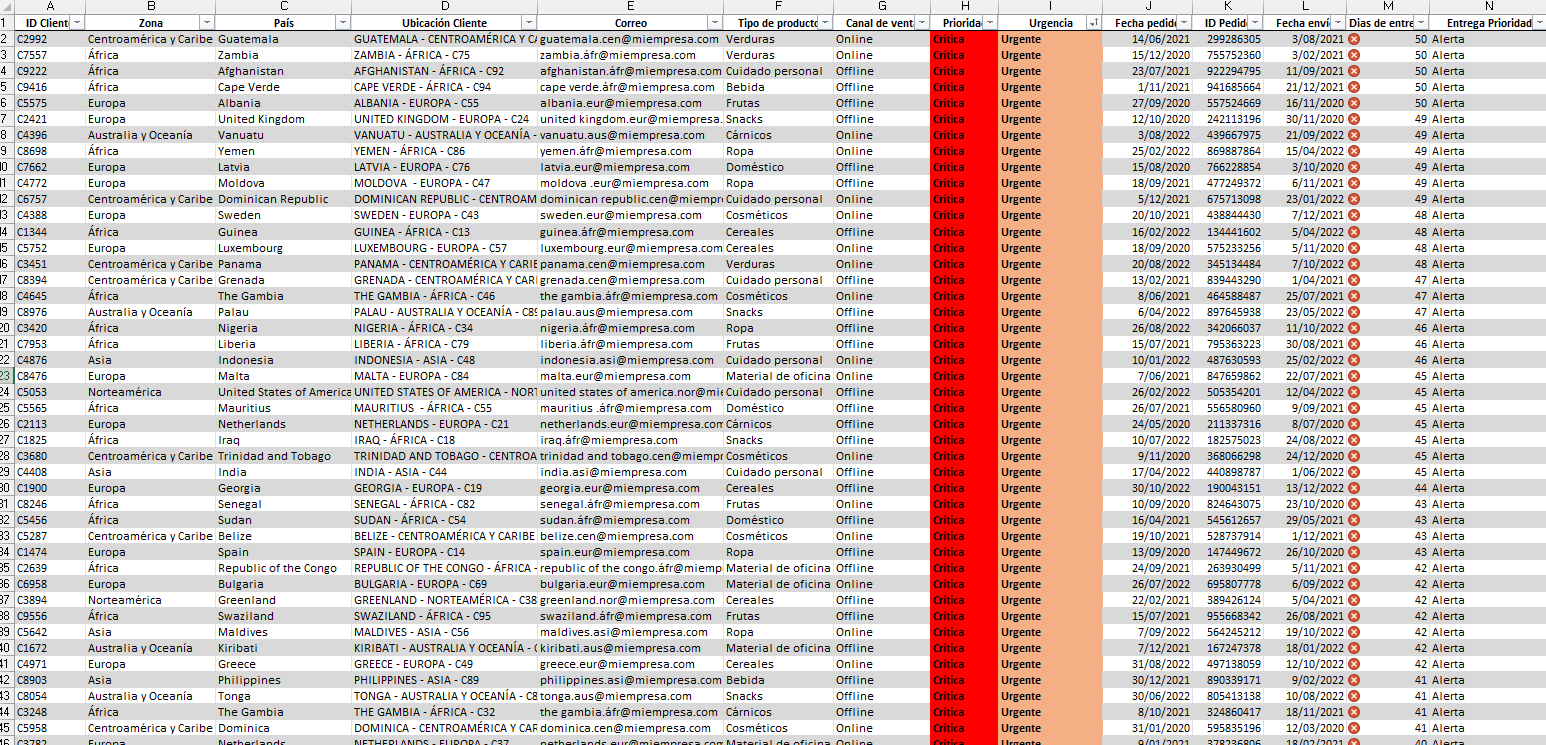 A B C D E F G H I J K L M N
1 ID Cliente Zona País Ubicación Cliente Correo Tipo de producto Canal de vent Priorida Urgencia Fecha pedido ID Pedido Fecha envío Dias de entre Entrega Prioridad
2 C2992 Centroamérica y Caribe Guatemala GUATEMALA - CENTROAMÉRICA Y CA guatemala.cen@miempresa.com Verduras Online Crítica Urgente 14/06/2021 299286305 3/08/2021 50 Alerta
3 C7557 África Zambia ZAMBIA - ÁFRICA - C75 zambia.áfr@miempresa.com Verduras Online Crítica Urgente 15/12/2020 755752360 3/02/2021 50 Alerta
4 C9222 África Afghanistan AFGHANISTAN - ÁFRICA - C92 afghanistan.áfr@miempresa.com Cuidado personal Offline Crítica Urgente 23/07/2021 922294795 11/09/2021 50 Alerta
5 C9416 África Cape Verde CAPE VERDE - ÁFRICA - C94 cape verde.áfr@miempresa.com Bebida Offline Crítica Urgente 1/11/2021 941685664 21/12/2021 50 Alerta
6 C5575 Europa Albania ALBANIA - EUROPA - C55 albania.eur@miempresa.com Frutas Online Crítica Urgente 27/09/2020 557524669 16/11/2020 50 Alerta
7 C2421 Europa United Kingdom UNITED KINGDOM - EUROPA - C24 united kingdom.eur@miempresa. Snacks Online Crítica Urgente 12/10/2020 242113196 30/11/2020 49 Alerta
8 C4396 Australia y Oceanía Vanuatu VANUATU - AUSTRALIA Y OCEANÍA - vanuatu.aus@miempresa.com Cárnicos Online Crítica Urgente 3/08/2022 439667975 21/09/2022 49 Alerta
9 C8698 África Yemen YEMEN - ÁFRICA - C86 yemen.áfr@miempresa.com Ropa Online Crítica Urgente 25/02/2022 869887864 15/04/2022 49 Alerta
10 C7662 Europa Latvia LATVIA - EUROPA - C76 latvia.eur@miempresa.com Doméstico Offline Crítica Urgente 15/08/2020 766228854 3/10/2020 49 Alerta
11 C4772 Europa Moldova MOLDOVA  - EUROPA - C47 moldova .eur@miempresa.com Ropa Online Crítica Urgente 18/09/2021 477249372 6/11/2021 49 Alerta
12 C6757 Centroamérica y Caribe Dominican Republic DOMINICAN REPUBLIC - CENTROAM dominican republic.cen@miempre Ropa Online Crítica Urgente 5/12/2021 675713098 23/01/2022 49 Alerta
13 C4388 Europa Sweden SWEDEN - EUROPA - C43 sweden.eur@miempresa.com Cosméticos Online Crítica Urgente 20/10/2021 438844430 7/12/2021 48 Alerta
14 C1344 África Guinea GUINEA - ÁFRICA - C13 guinea.áfr@miempresa.com Cereales Online Crítica Urgente 16/02/2022 134441602 5/04/2022 48 Alerta
15 C5752 Europa Luxembourg LUXEMBOURG - EUROPA - C57 luxembourg.eur@miempresa.com Cereales Offline Crítica Urgente 18/09/2020 575233256 5/11/2020 48 Alerta
16 C3451 Centroamérica y Caribe Panama PANAMA - CENTROAMÉRICA Y CARIB panama.cen@miempresa.com Verduras Online Crítica Urgente 20/08/2022 345134484 7/10/2022 48 Alerta
17 C8394 Centroamérica y Caribe Grenada GRENADA - CENTROAMÉRICA Y CARI grenada.cen@miempresa.com Cuidado personal Offline Crítica Urgente 13/02/2021 839443290 1/04/2021 47 Alerta
18 C4645 África The Gambia THE GAMBIA - ÁFRICA - C46 the gambia.áfr@miempresa.com Cosméticos Online Crítica Urgente 8/06/2021 464588487 25/07/2021 47 Alerta
19 C8976 Australia y Oceanía Palau PALAU - AUSTRALIA Y OCEANÍA - C89 palau.aus@miempresa.com Snacks Offline Crítica Urgente 6/04/2022 897645938 23/05/2022 47 Alerta
20 C3420 África Nigeria NIGERIA - ÁFRICA - C34 nigeria.áfr@miempresa.com Ropa Offline Crítica Urgente 26/08/2022 342066037 11/10/2022 46 Alerta
21 C7953 África Liberia LIBERIA - ÁFRICA - C79 liberia.áfr@miempresa.com Frutas Offline Crítica Urgente 15/07/2021 795363223 30/08/2021 46 Alerta
22 C4876 Asia Indonesia INDONESIA - ASIA - C48 indonesia.asi@miempresa.com Cuidado personal Online Crítica Urgente 10/01/2022 487630593 25/02/2022 46 Alerta
23 C8476 Europa Malta MALTA - EUROPA - C84 malta.eur@miempresa.com Material de oficina Online Crítica Urgente 7/06/2021 847659862 22/07/2021 45 Alerta
24 C5053 Norteamérica United States of America UNITED STATES OF AMERICA - NORT united states of america.nor@mie Cuidado personal Offline Crítica Urgente 26/02/2022 505354201 12/04/2022 45 Alerta
25 C5565 África Mauritius MAURITIUS  - ÁFRICA - C55 mauritius .áfr@miempresa.com Doméstico Offline Crítica Urgente 26/07/2021 556580960 9/09/2021 45 Alerta
26 C2113 Europa Netherlands NETHERLANDS - EUROPA - C21 netherlands.eur@miempresa.com Cárnicos Offline Crítica Urgente 24/05/2020 211337316 8/07/2020 45 Alerta
27 C1825 África Iraq IRAQ - ÁFRICA - C18 iraq.áfr@miempresa.com Snacks Offline Crítica Urgente 10/07/2022 182575023 24/08/2022 45 Alerta
28 C3680 Centroamérica y Caribe Trinidad and Tobago TRINIDAD AND TOBAGO - CENTROA trinidad and tobago.cen@miempr Cosméticos Online Crítica Urgente 9/11/2020 368066298 24/12/2020 45 Alerta
29 C4408 Asia India INDIA - ASIA - C44 india.asi@miempresa.com Cuidado personal Online Crítica Urgente 17/04/2022 440898787 1/06/2022 45 Alerta
30 C1900 Europa Georgia GEORGIA - EUROPA - C19 georgia.eur@miempresa.com Cereales Offline Crítica Urgente 30/10/2022 190043151 13/12/2022 44 Alerta
31 C8246 África Senegal SENEGAL - ÁFRICA - C82 senegal.áfr@miempresa.com Frutas Offline Crítica Urgente 10/09/2020 824643075 23/10/2020 43 Alerta
32 C5456 África Sudan SUDAN - ÁFRICA - C54 sudan.áfr@miempresa.com Doméstico Offline Crítica Urgente 16/04/2021 545612657 29/05/2021 43 Alerta
33 C5287 Centroamérica y Caribe Belize BELIZE - CENTROAMÉRICA Y CARIBE belize.cen@miempresa.com Cosméticos Offline Crítica Urgente 19/10/2021 528737914 1/12/2021 43 Alerta
34 C1474 Europa Spain SPAIN - EUROPA - C14 spain.eur@miempresa.com Ropa Offline Crítica Urgente 13/09/2020 147449672 26/10/2020 43 Alerta
35 C2639 África Republic of the Congo REPUBLIC OF THE CONGO - ÁFRICA - republic of the congo.áfr@miemp Material de oficina Online Crítica Urgente 24/09/2021 263930499 5/11/2021 42 Alerta
36 C6958 Europa Bulgaria BULGARIA - EUROPA - C69 bulgaria.eur@miempresa.com Material de oficina Online Crítica Urgente 26/07/2022 695807778 6/09/2022 42 Alerta
37 C3894 Norteamérica Greenland GREENLAND - NORTEAMÉRICA - C38 greenland.nor@miempresa.com Cereales Offline Crítica Urgente 22/02/2021 389426124 5/04/2021 42 Alerta
38 C9556 África Swaziland SWAZILAND - ÁFRICA - C95 swaziland.áfr@miempresa.com Frutas Offline Crítica Urgente 15/07/2021 955668342 26/08/2021 42 Alerta
39 C5642 Asia Maldives MALDIVES - ASIA - C56 maldives.asi@miempresa.com Ropa Online Crítica Urgente 7/09/2022 564245212 19/10/2022 42 Alerta
40 C1672 Australia y Oceanía Kiribati KIRIBATI - AUSTRALIA Y OCEANÍA - C kiribati.aus@miempresa.com Material de oficina Offline Crítica Urgente 7/12/2021 167247378 18/01/2022 42 Alerta
41 C4971 Europa Greece GREECE - EUROPA - C49 greece.eur@miempresa.com Cereales Online Crítica Urgente 31/08/2022 497138059 12/10/2022 42 Alerta
42 C8903 Asia Philippines PHILIPPINES - ASIA - C89 philippines.asi@miempresa.com Bebida Offline Crítica Urgente 30/12/2021 890339171 9/02/2022 41 Alerta
43 C8054 Australia y Oceanía Tonga TONGA - AUSTRALIA Y OCEANÍA - C8 tonga.aus@miempresa.com Snacks Offline Crítica Urgente 30/06/2022 805413138 10/08/2022 41 Alerta
44 C3248 África The Gambia THE GAMBIA - ÁFRICA - C32 the gambia.áfr@miempresa.com Cárnicos Offline Crítica Urgente 8/10/2021 324860417 18/11/2021 41 Alerta
45 C5958 Centroamérica y Caribe Dominica DOMINICA - CENTROAMÉRICA Y CAR dominica.cen@miempresa.com Cosméticos Online Crítica Urgente 31/01/2020 595835196 12/03/2020 41 Alerta
46 C3782 Europa Netherlands NETHERLANDS - EUROPA - C37 netherlands.eur@miempresa.com Material de oficina Offline Crítica Urgente 9/01/2021 378236806 18/02/2021 40 Alerta